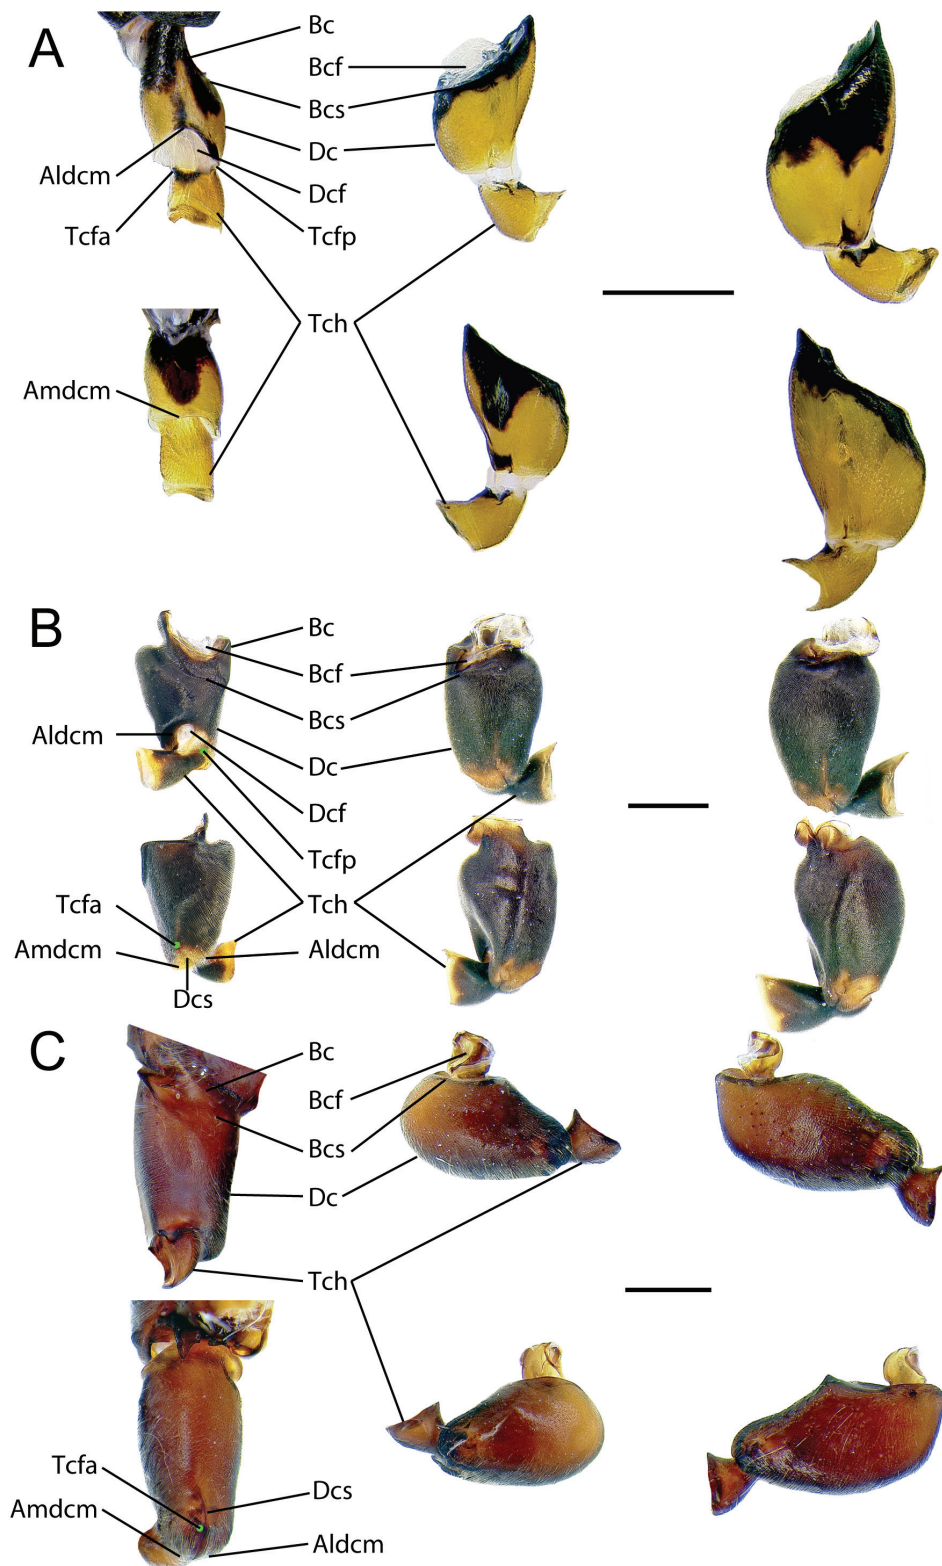 A
Bc
Bcf
Bcs
Dc
Aldcm
Dcf
Tcfa
Tcfp
Tch
Amdcm
B
Bc
Bcf
Bcs
Aldcm
Dc
Dcf
Tcfp
Tcfa
Tch
Amdcm
Aldcm
Dcs
C
Bc
Bcf
Bcs
Dc
Tch
Tcfa
Dcs
Amdcm
Aldcm